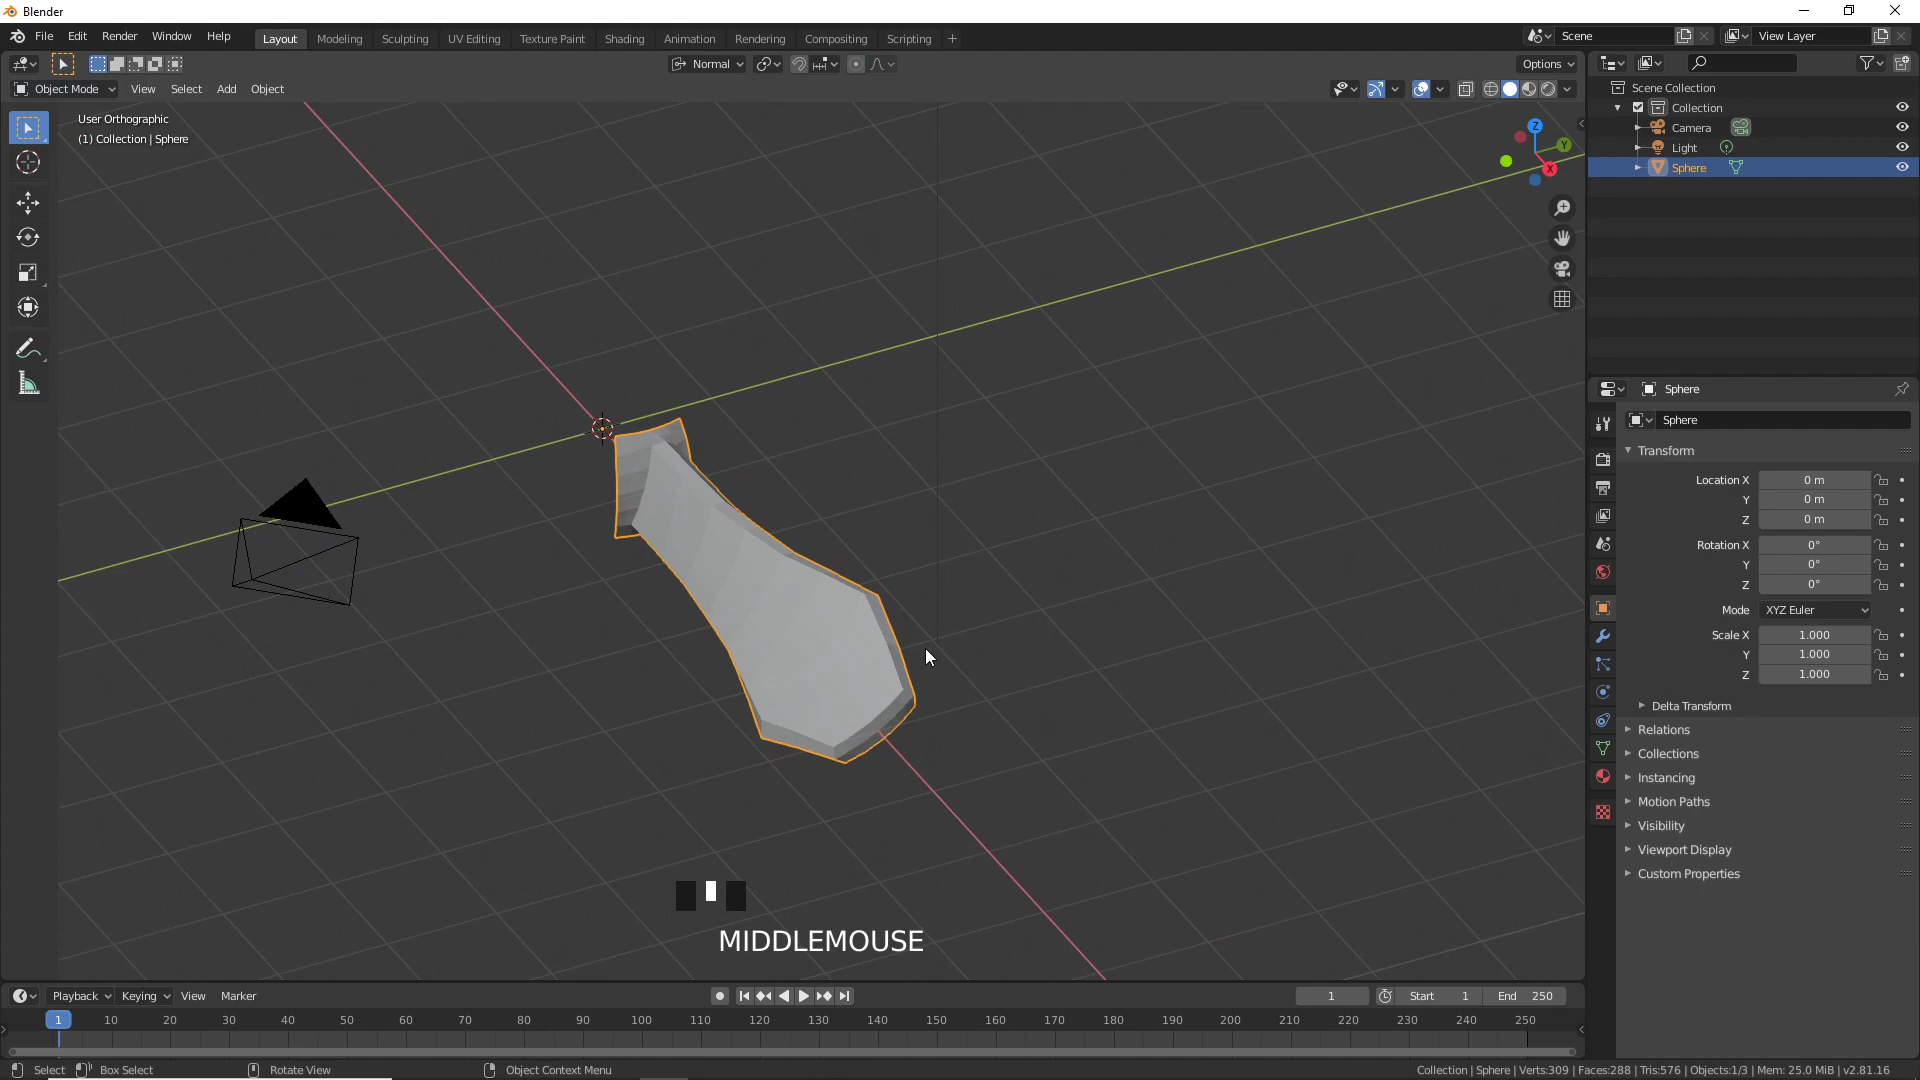 Blender
File Edit Render Window Help Layout Modeling Sculpting UV Editing Texture Paint Shading Animation Rendering Compositing Scripting + Scene View Layer
Normal Options
Object Mode View Select Add Object
User Orthographic
(1) Collection | Sphere
Z
Y
X
Scene Collection
Collection
Camera
Light
Sphere
Sphere
Sphere
Transform
Location X 0 m
Y 0 m
Z 0 m
Rotation X 0°
Y 0°
Z 0°
Mode XYZ Euler
Scale X 1.000
Y 1.000
Z 1.000
Delta Transform
Relations
Collections
Instancing
Motion Paths
Visibility
Viewport Display
Custom Properties
MIDDLEMOUSE
Playback Keying View Marker 1 Start 1 End 250
1 10 20 30 40 50 60 70 80 90 100 110 120 130 140 150 160 170 180 190 200 210 220 230 240 250
Select Box Select Rotate View Object Context Menu Collection | Sphere | Verts:309 | Faces:288 | Tris:576 | Objects:1/3 | Mem: 25.0 MiB | v2.81.16